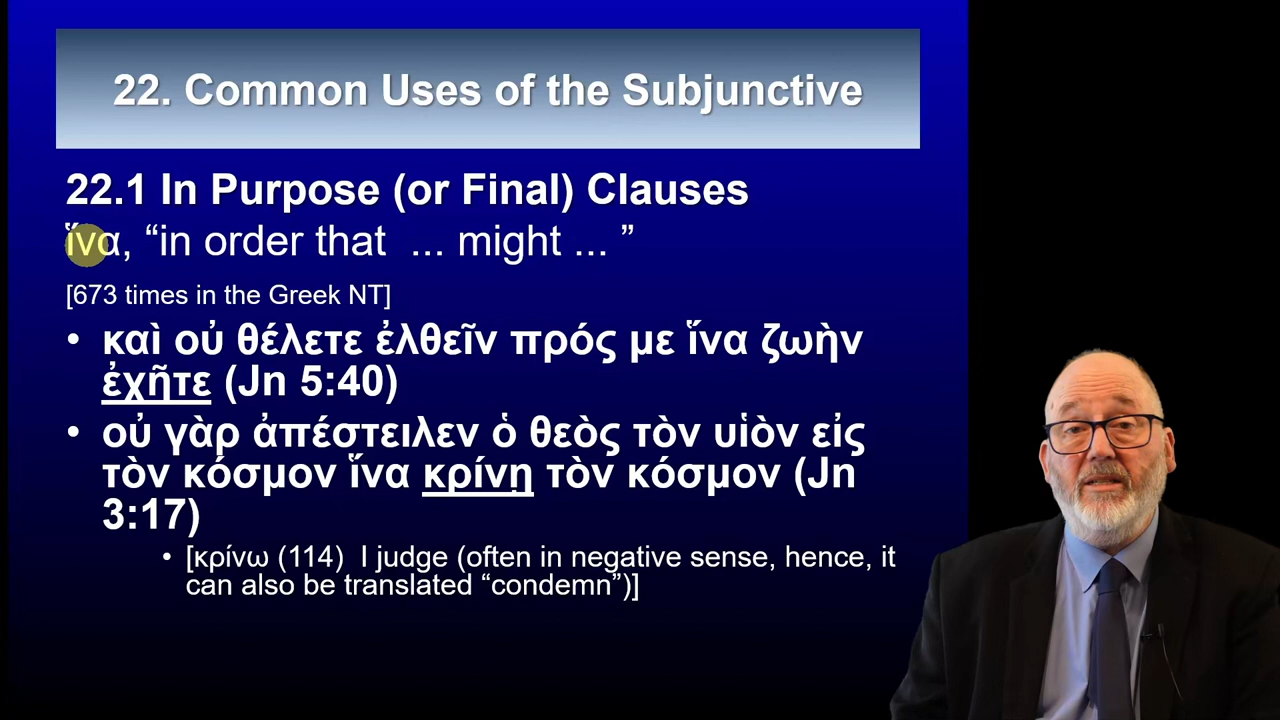 22. Common Uses of the Subjunctive
22.1 In Purpose (or Final) Clauses
ἵνα, “in order that ... might ... ”
[673 times in the Greek NT]
• καὶ οὐ θέλετε ἐλθεῖν πρός με ἵνα ζωὴν
ἐχῆτε (Jn 5:40)
• οὐ γὰρ ἀπέστειλεν ὁ θεὸς τὸν υἱὸν εἰς
τὸν κόσμον ἵνα κρίνῃ τὸν κόσμον (Jn
3:17)
• [κρίνω (114) I judge (often in negative sense, hence, it
can also be translated “condemn”)]